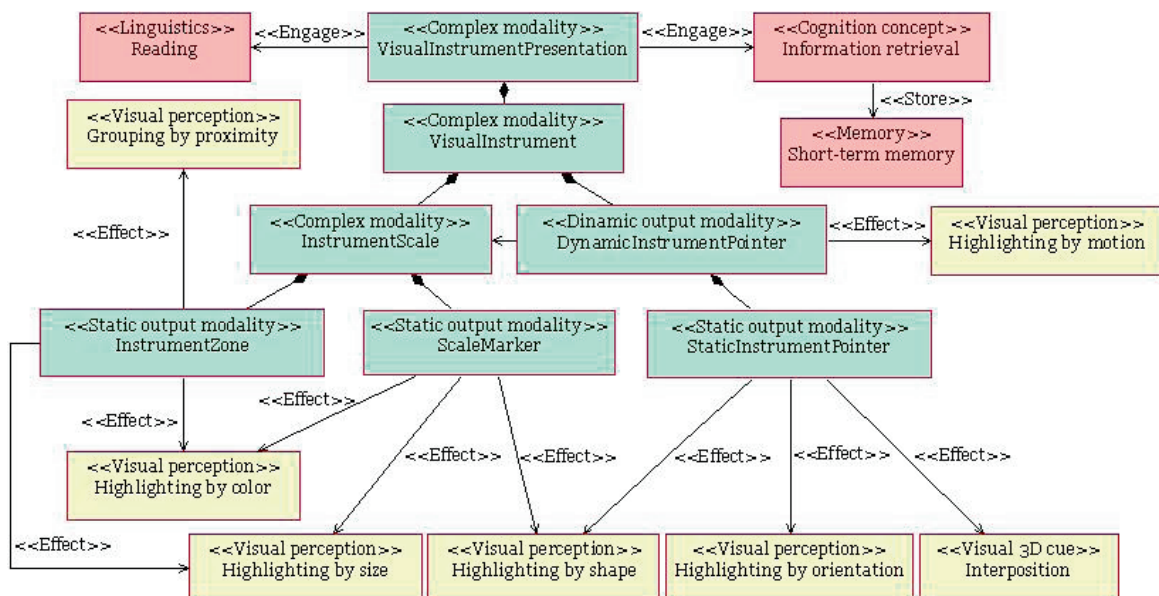 <<Linguistics>>
Reading
<<Engage>>
<<Complex modality>>
VisualInstrumentPresentation
<<Engage>>
<<Cognition concept>>
Information retrieval
<<Store>>
<<Visual perception>>
Grouping by proximity
<<Complex modality>>
VisualInstrument
<<Memory>>
Short-term memory
<<Effect>>
<<Complex modality>>
InstrumentScale
<<Dinamic output modality>>
DynamicInstrumentPointer
<<Effect>>
<<Visual perception>>
Highlighting by motion
<<Static output modality>>
InstrumentZone
<<Static output modality>>
ScaleMarker
<<Static output modality>>
StaticInstrumentPointer
<<Effect>>
<<Effect>>
<<Visual perception>>
Highlighting by color
<<Effect>>
<<Effect>>
<<Effect>>
<<Effect>>
<<Effect>>
<<Effect>>
<<Visual perception>>
Highlighting by size
<<Visual perception>>
Highlighting by shape
<<Visual perception>>
Highlighting by orientation
<<Visual 3D cue>>
Interposition